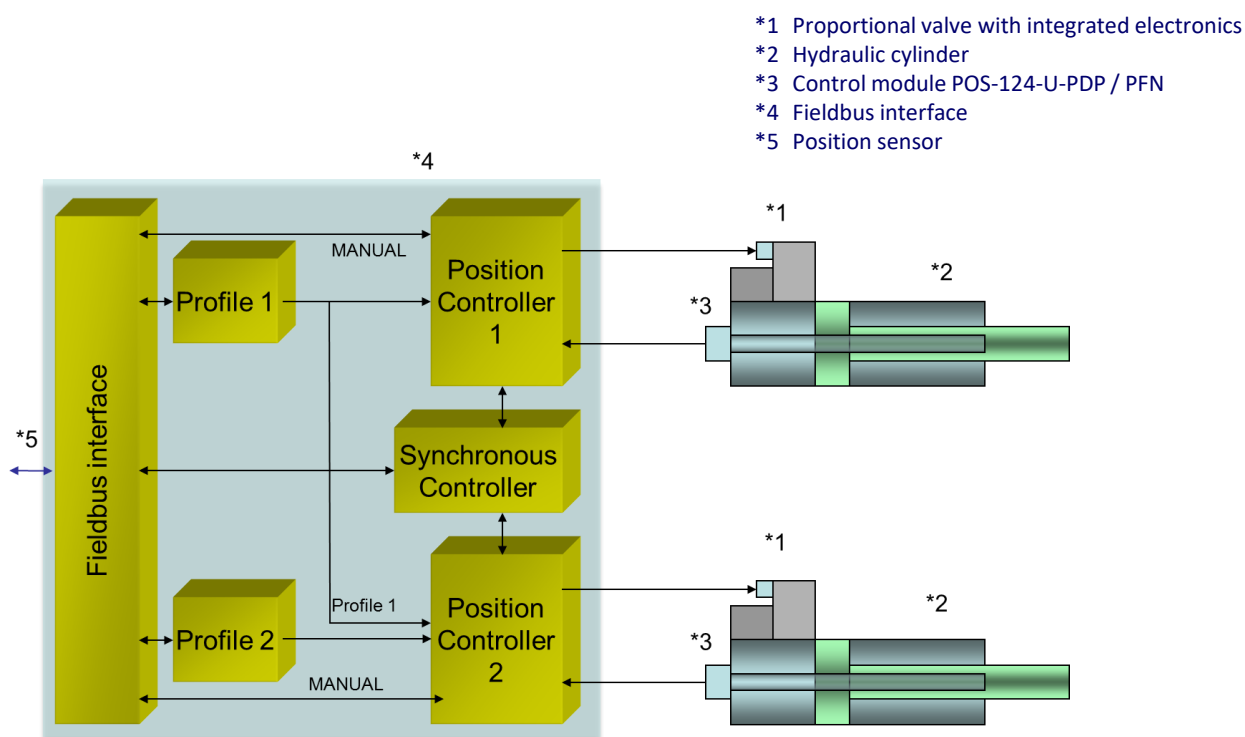 *1 Proportional valve with integrated electronics
*2 Hydraulic cylinder
*3 Control module POS-124-U-PDP / PFN
*4 Fieldbus interface
*5 Position sensor
*4
*1
MANUAL
*2
Position
Controller
1
Profile 1
*3
*5
Fieldbus interface
Synchronous
Controller
*1
Profile 1
*2
Position
Controller
2
Profile 2
*3
MANUAL